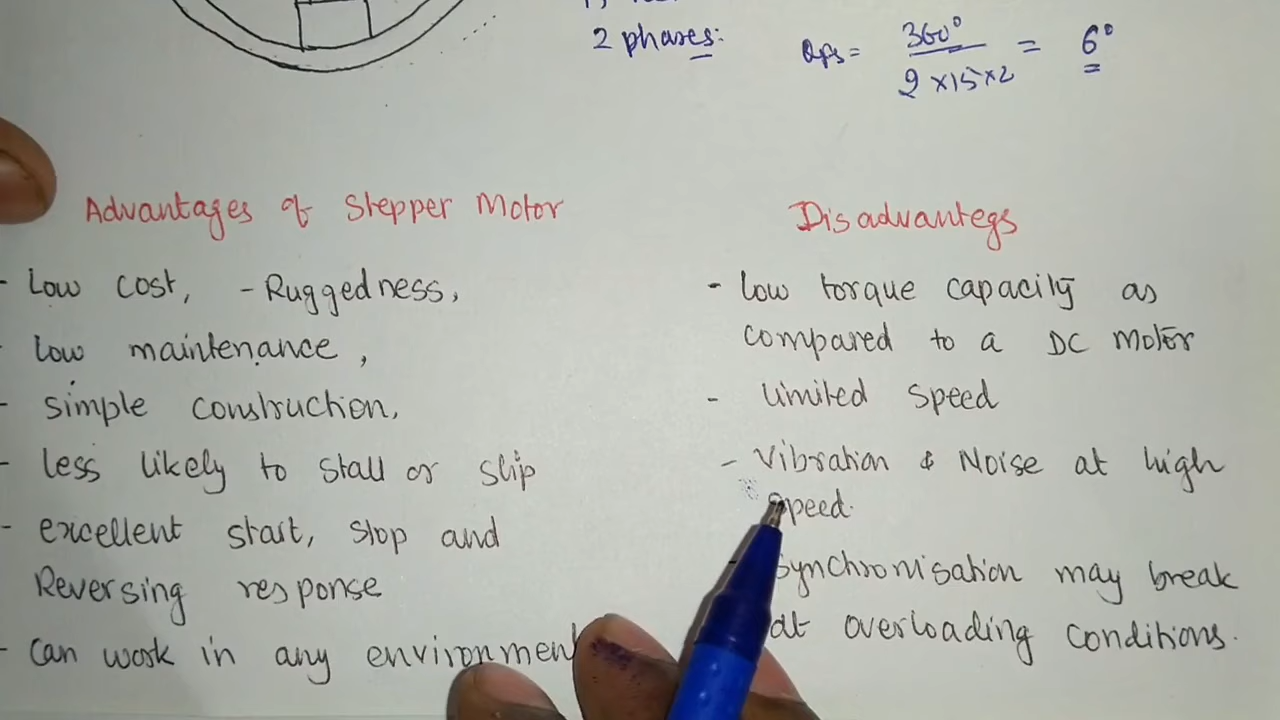 2 phases:
θfs = 360° / 2×15×2 = 6°
Advantages of Stepper Motor
- Low cost, - Ruggedness,
- low maintenance,
- simple construction,
- less likely to stall or slip
- excellent start, stop and
Reversing response
- can work in any environment
Disadvantegs
- low torque capacity as
compared to a DC motor
- limited speed
- Vibration & Noise at high
speed.
- synchronisation may break
at overloading conditions.